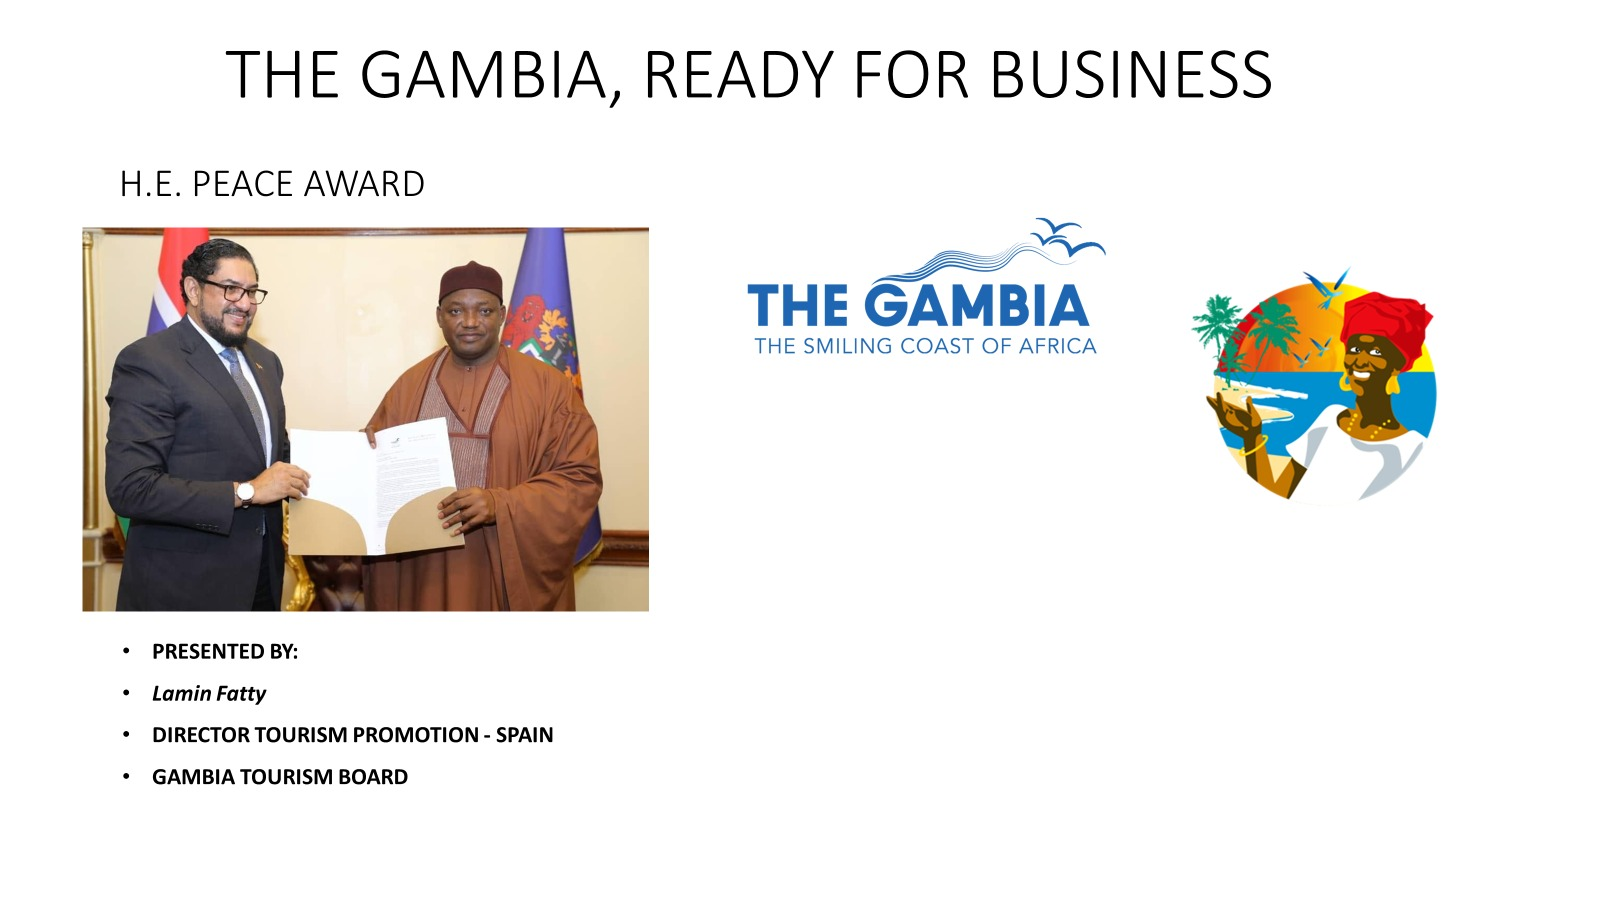 THE GAMBIA, READY FOR BUSINESS
H.E. PEACE AWARD
THE GAMBIA
THE SMILING COAST OF AFRICA
• PRESENTED BY:
• Lamin Fatty
• DIRECTOR TOURISM PROMOTION - SPAIN
• GAMBIA TOURISM BOARD